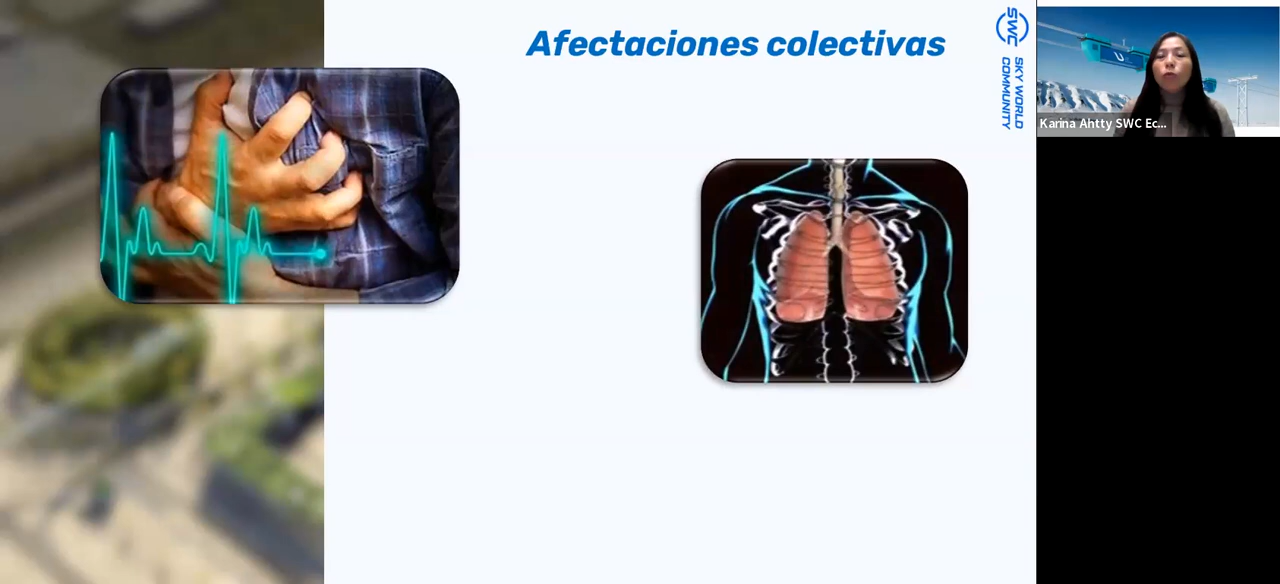 Afectaciones colectivas
SWC
SKY WORLD
COMMUNITY
Karina Ahtty SWC Ec...